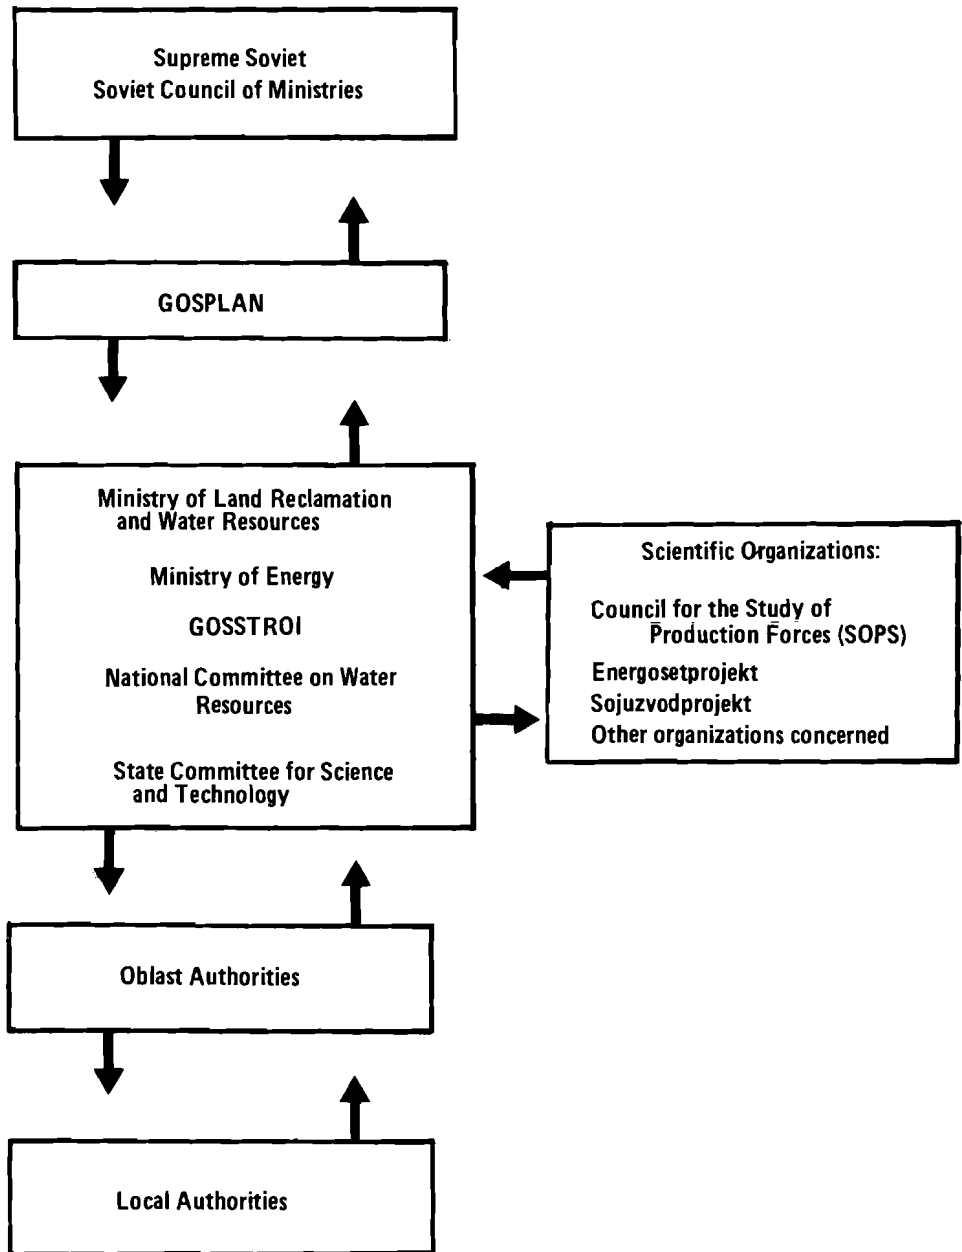 Supreme Soviet
Soviet Council of Ministries
GOSPLAN
Ministry of Land Reclamation
and Water Resources
Ministry of Energy
GOSSTROI
National Committee on Water
Resources
State Committee for Science
and Technology
Scientific Organizations:
Council for the Study of
Production Forces (SOPS)
Energosetprojekt
Sojuzvodprojekt
Other organizations concerned
Oblast Authorities
Local Authorities